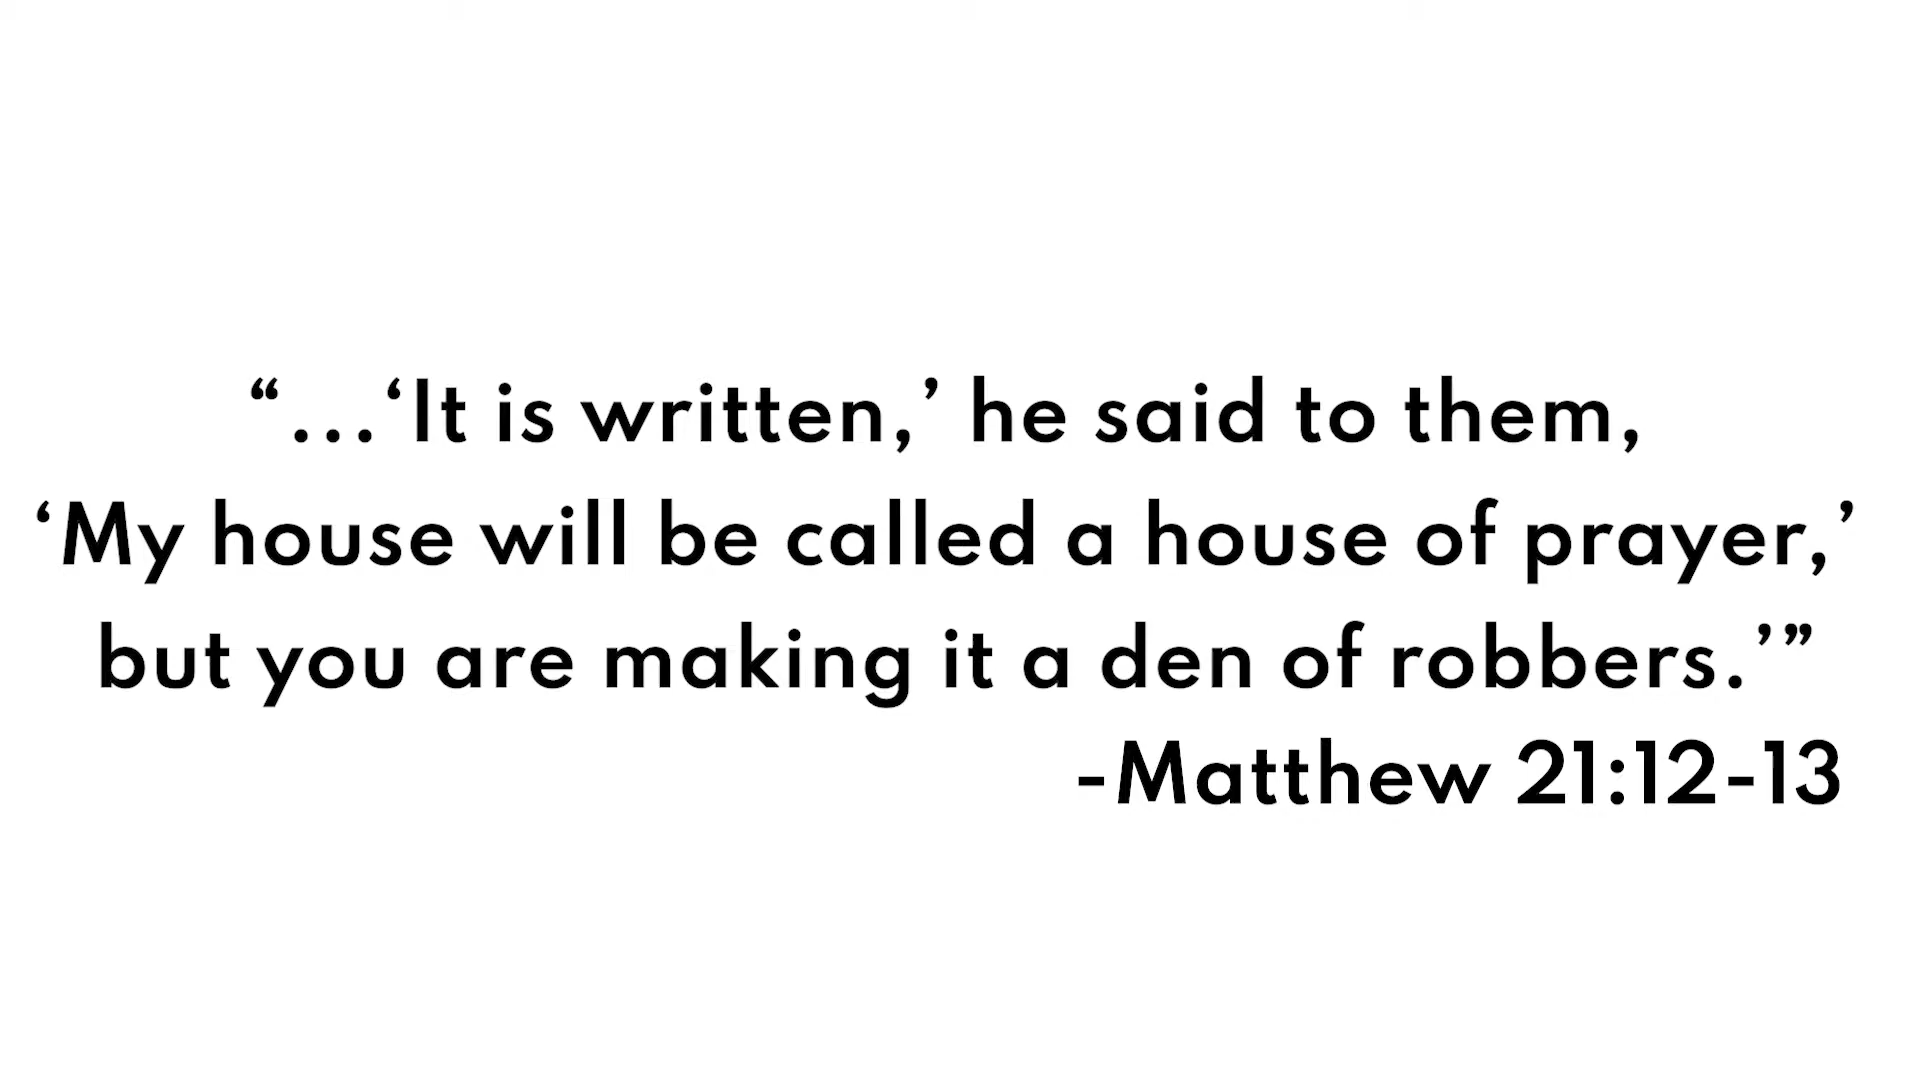 “...‘It is written,’ he said to them,
‘My house will be called a house of prayer,’
but you are making it a den of robbers.’”
-Matthew 21:12-13